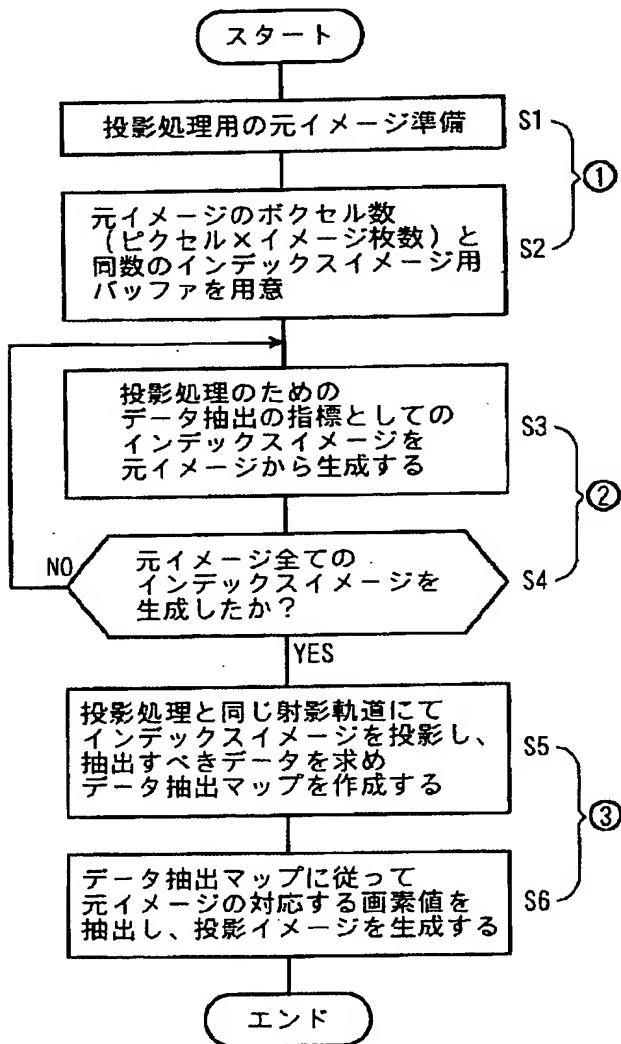 スタート
投影処理用の元イメージ準備
S1
①
元イメージのボクセル数
(ピクセル×イメージ枚数)と
同数のインデックスイメージ用
バッファを用意
S2
投影処理のための
データ抽出の指標としての
インデックスイメージを
元イメージから生成する
S3
②
NO
元イメージ全ての
インデックスイメージを
生成したか?
S4
YES
投影処理と同じ射影軌道にて
インデックスイメージを投影し、
抽出すべきデータを求め
データ抽出マップを作成する
S5
③
データ抽出マップに従って
元イメージの対応する画素値を
抽出し、投影イメージを生成する
S6
エンド